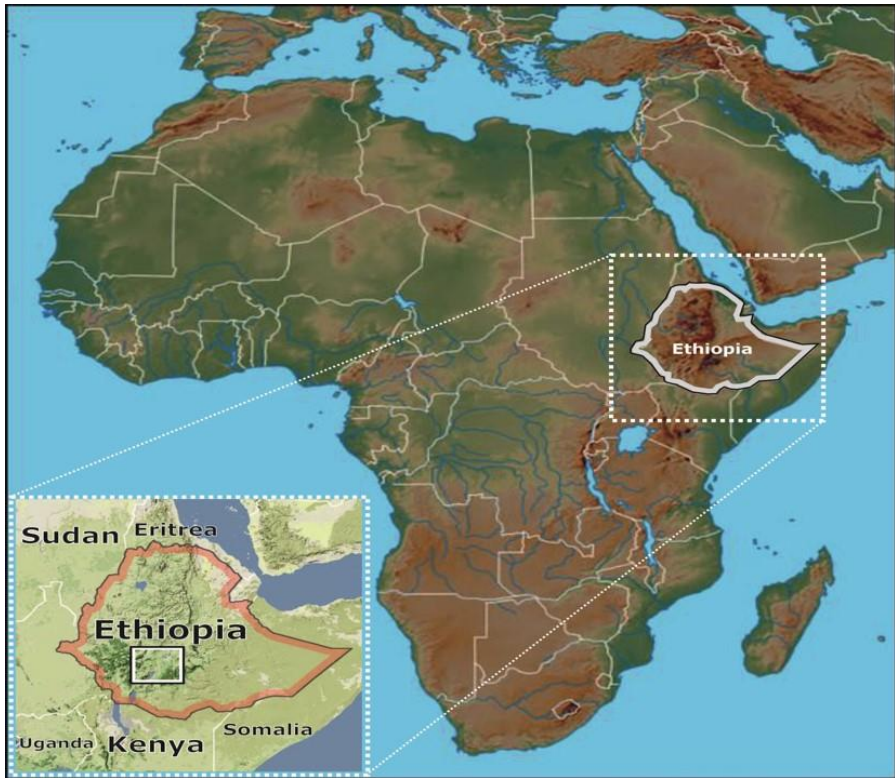 Ethiopia
Sudan
Eritrea
Ethiopia
Uganda
Kenya
Somalia